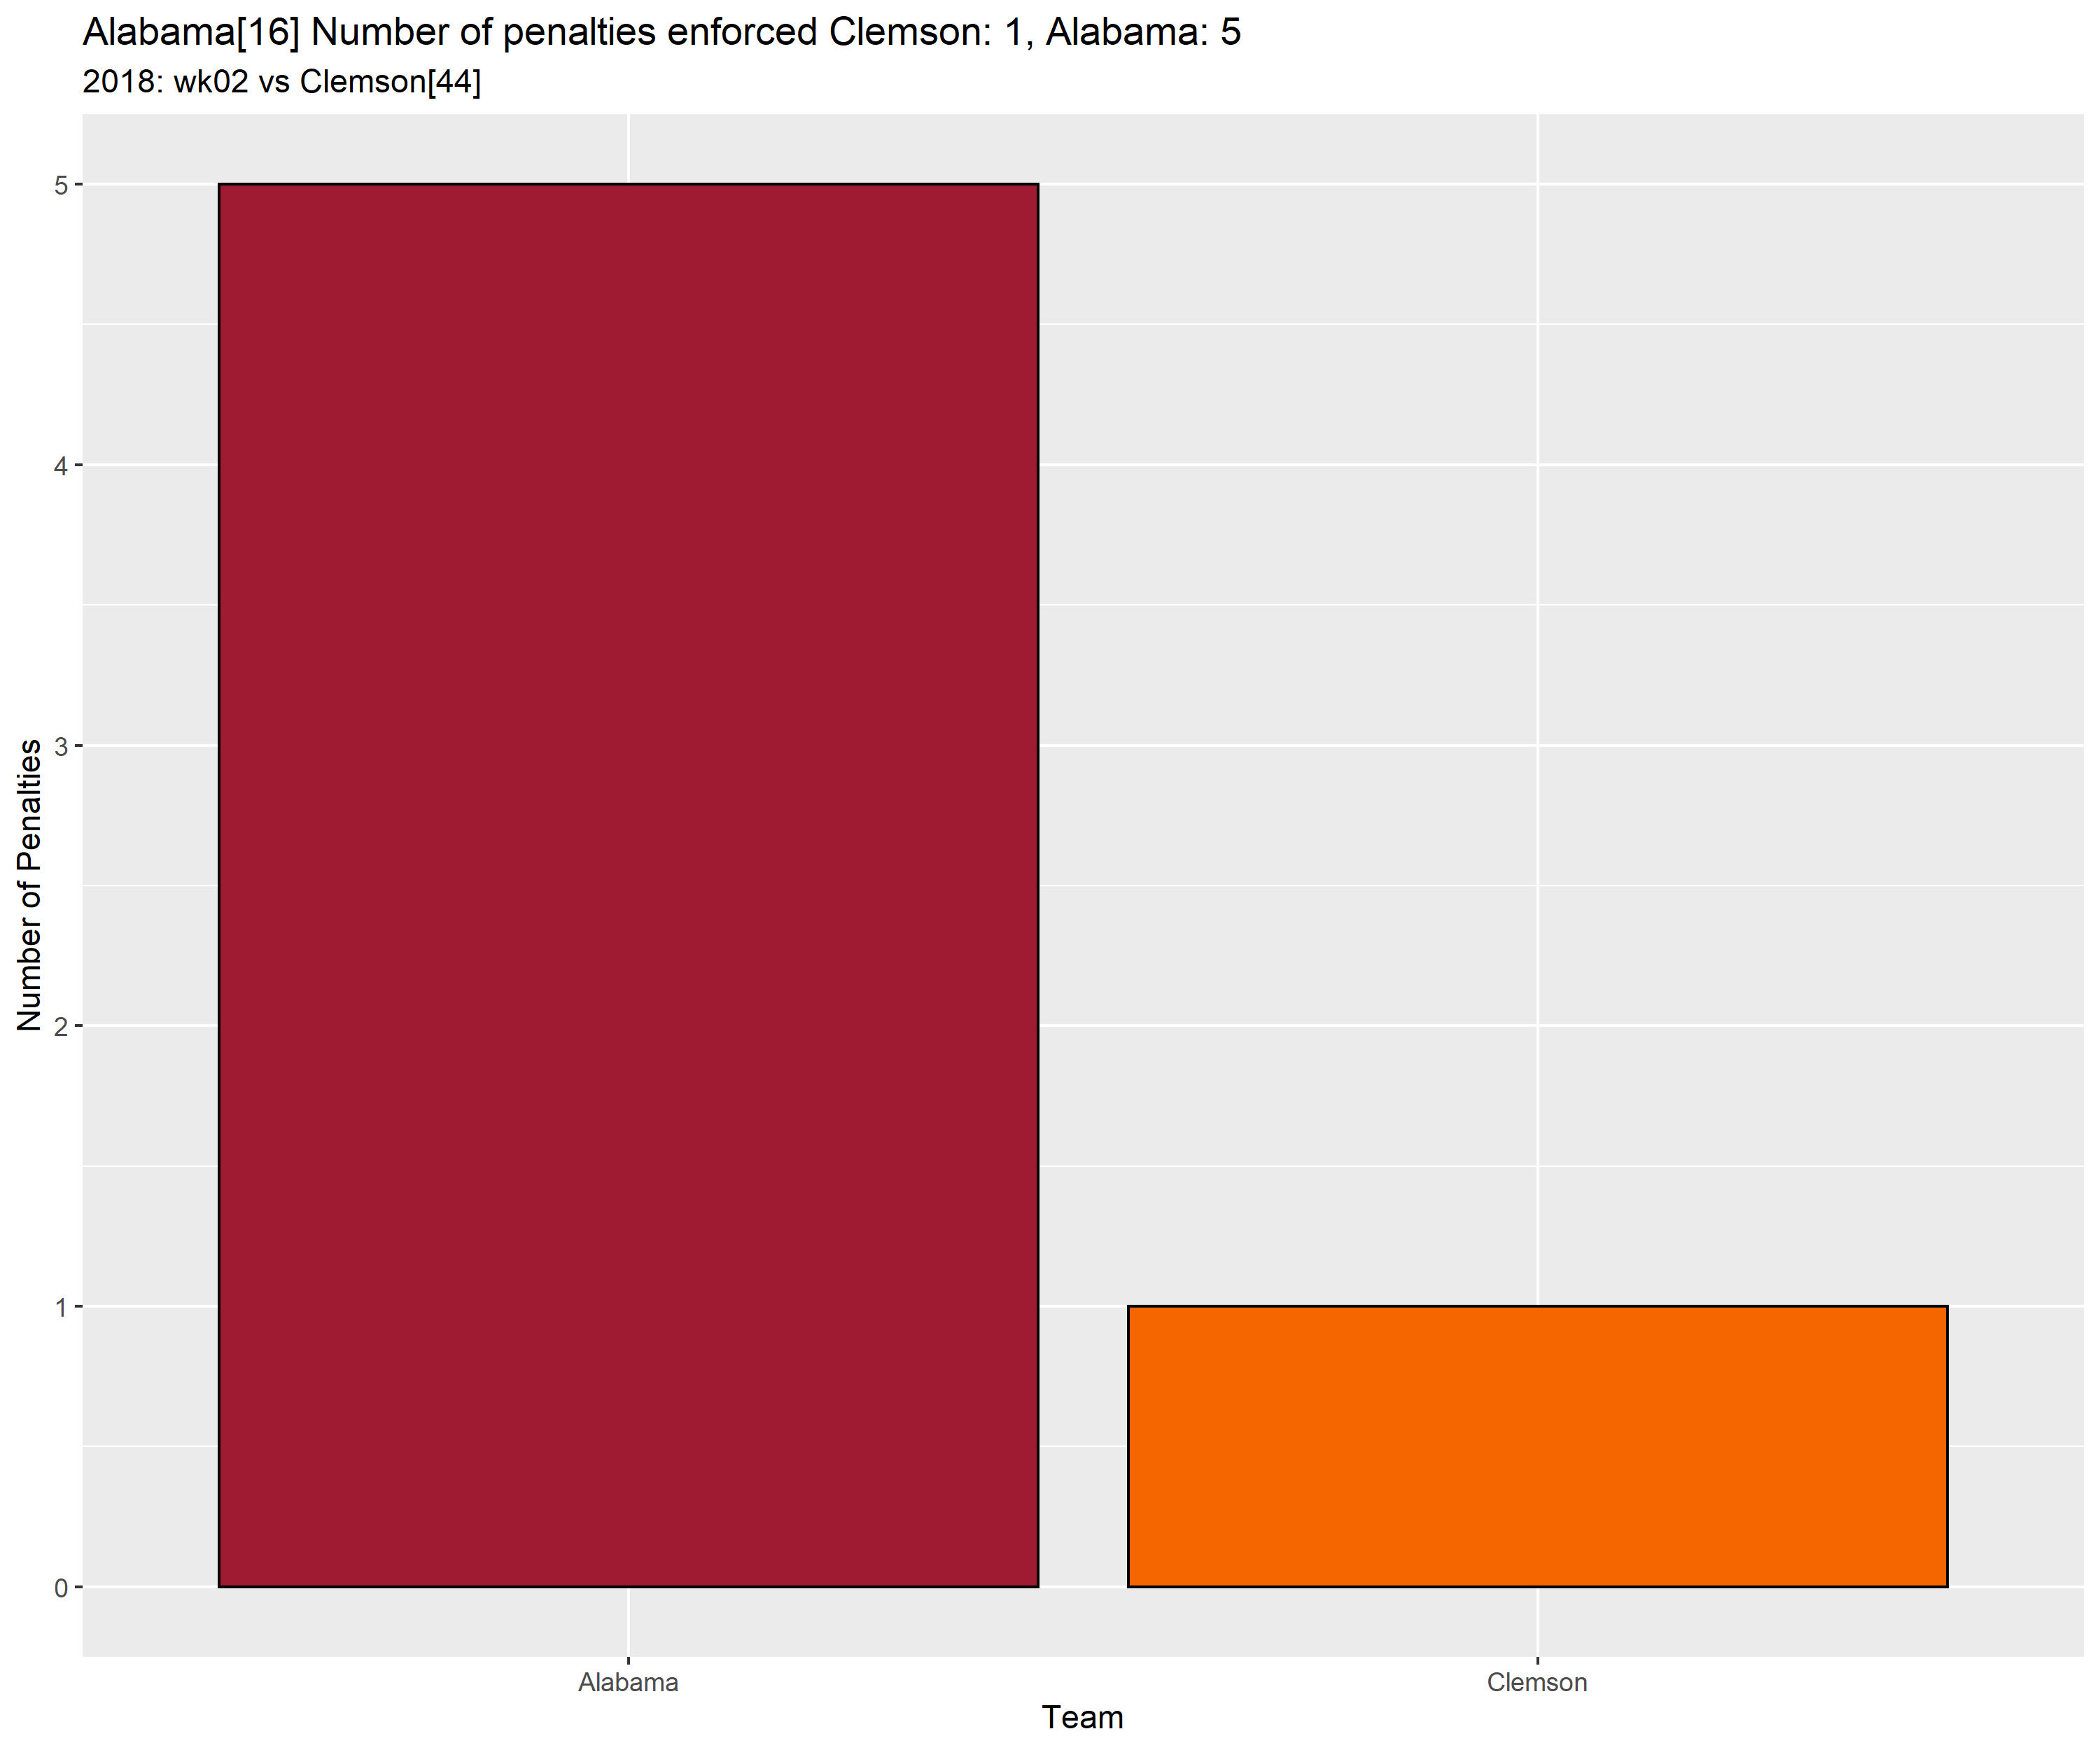 Alabama[16] Number of penalties enforced Clemson: 1, Alabama: 5
2018: wk02 vs Clemson[44]
Number of Penalties
5
4
3
2
1
0
Alabama
Clemson
Team